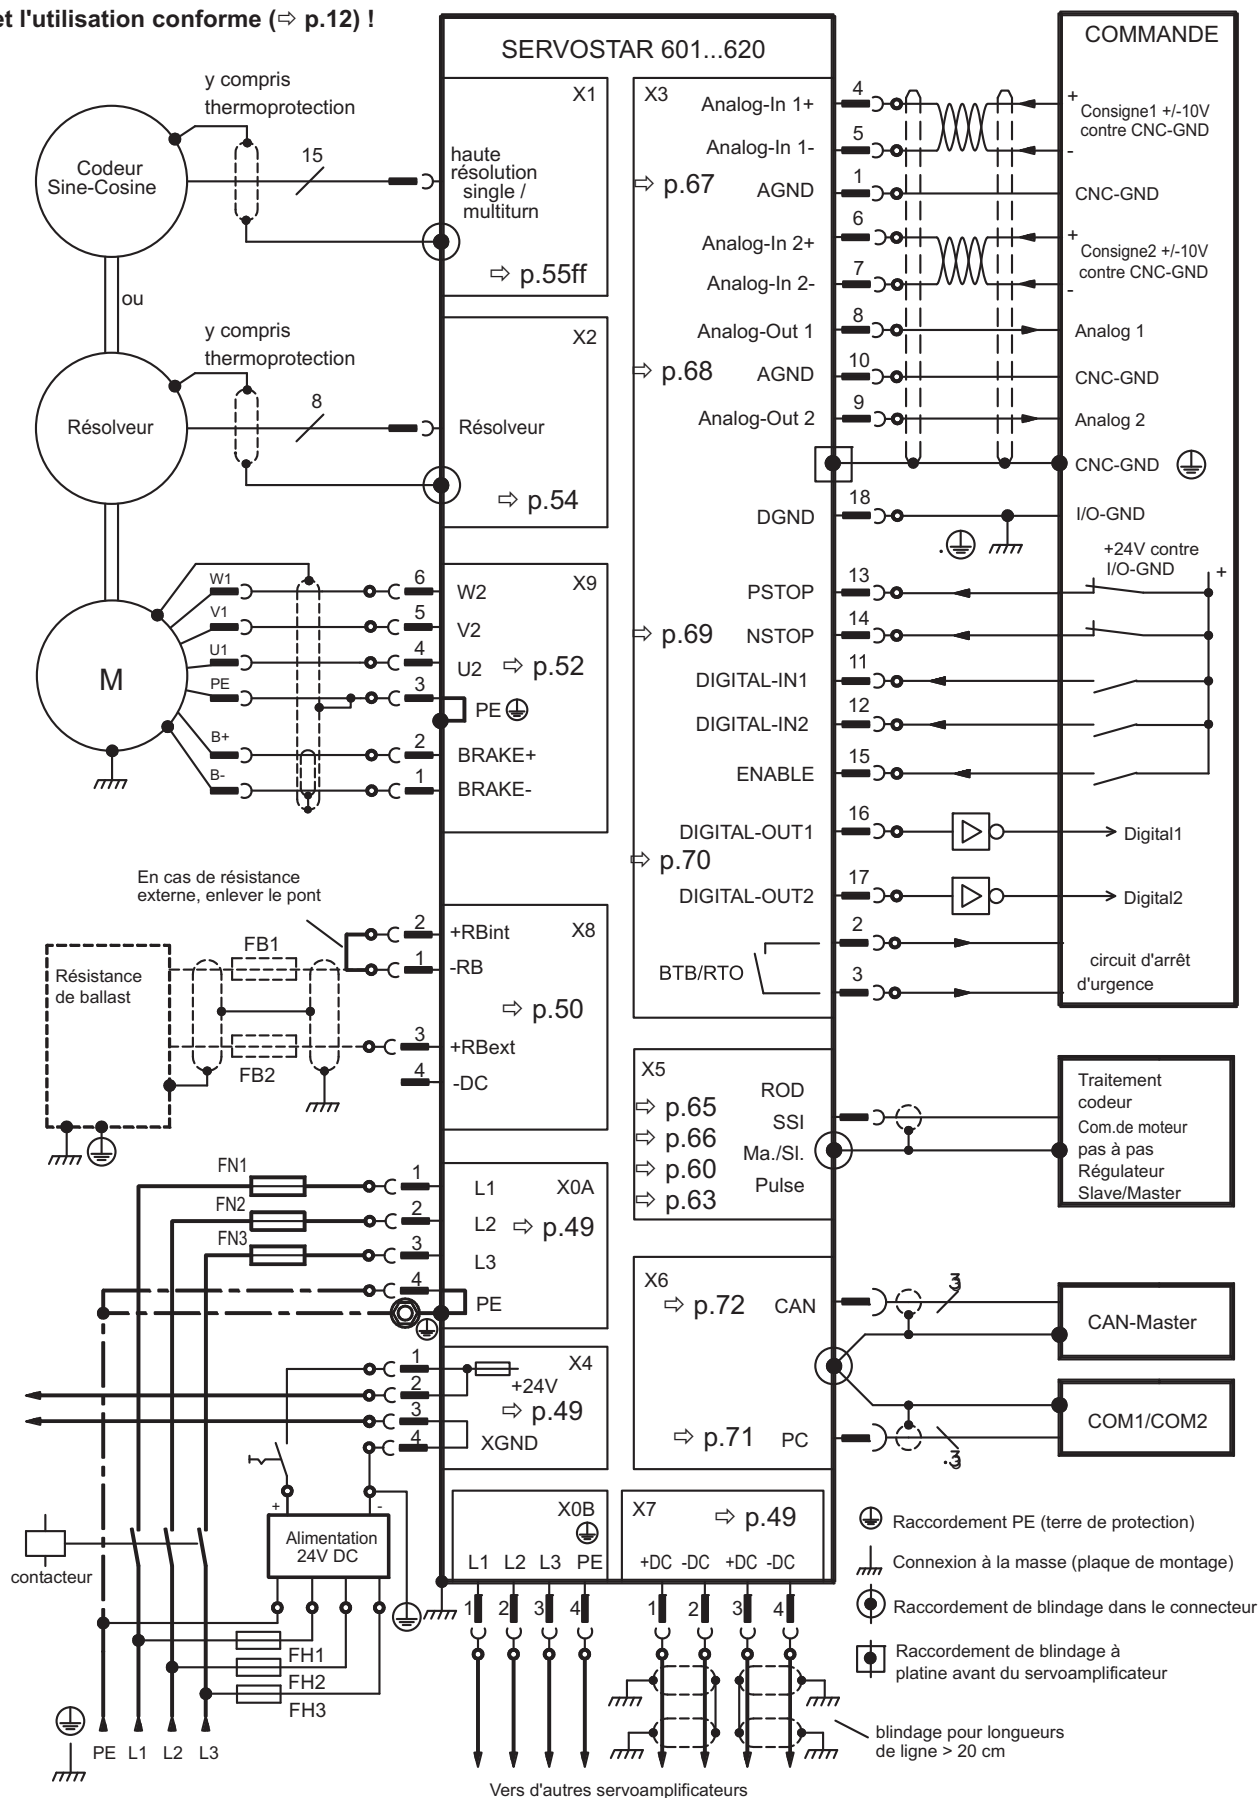 et l'utilisation conforme (⇨ p.12) !
SERVOSTAR 601...620
COMMANDE
y compris
thermoprotection
Codeur
Sine-Cosine
15
X1
haute
résolution
single /
multiturn
⇨ p.55ff
ou
y compris
thermoprotection
Résolveur
8
X2
Résolveur
⇨ p.54
M
W1
V1
U1
PE
B+
B-
6
5
4
3
2
1
X9
W2
V2
U2 ⇨ p.52
PE
BRAKE+
BRAKE-
En cas de résistance
externe, enlever le pont
Résistance
de ballast
FB1
FB2
2
1
3
4
X8
+RBint
-RB
⇨ p.50
+RBext
-DC
FN1
FN2
FN3
1
2
3
4
L1 X0A
L2 ⇨ p.49
L3
PE
1
2
3
4
X4
+24V
⇨ p.49
XGND
+ -
Alimentation
24V DC
contacteur
FH1
FH2
FH3
PE L1 L2 L3
X0B
L1 L2 L3 PE
1 2 3 4
X7 ⇨ p.49
+DC -DC +DC -DC
1 2 3 4
X3
Analog-In 1+ 4
Analog-In 1- 5
⇨ p.67
AGND 1
Analog-In 2+ 6
Analog-In 2- 7
Analog-Out 1 8
⇨ p.68
AGND 10
Analog-Out 2 9
DGND 18
PSTOP 13
⇨ p.69
NSTOP 14
DIGITAL-IN1 11
DIGITAL-IN2 12
ENABLE 15
DIGITAL-OUT1 16
⇨ p.70
DIGITAL-OUT2 17
2
BTB/RTO
3
+
Consigne1 +/-10V
contre CNC-GND
-
CNC-GND
+
Consigne2 +/-10V
contre CNC-GND
-
Analog 1
CNC-GND
Analog 2
CNC-GND
I/O-GND
+24V contre
I/O-GND
+
Digital1
Digital2
circuit d'arrêt
d'urgence
X5
⇨ p.65
⇨ p.66
⇨ p.60
⇨ p.63
ROD
SSI
Ma./Sl.
Pulse
Traitement
codeur
Com.de moteur
pas à pas
Régulateur
Slave/Master
X6
⇨ p.72 CAN
3
CAN-Master
⇨ p.71 PC
3
COM1/COM2
Raccordement PE (terre de protection)
Connexion à la masse (plaque de montage)
Raccordement de blindage dans le connecteur
Raccordement de blindage à
platine avant du servoamplificateur
blindage pour longueurs
de ligne > 20 cm
Vers d'autres servoamplificateurs